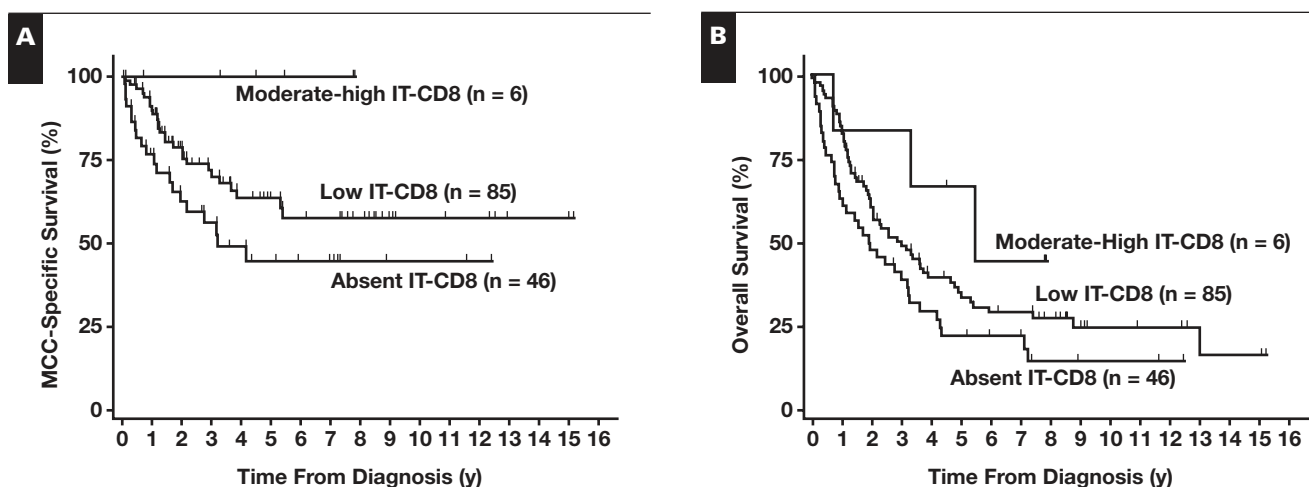 A
MCC-Specific Survival (%)
100
75
50
25
0
Moderate-high IT-CD8 (n = 6)
Low IT-CD8 (n = 85)
Absent IT-CD8 (n = 46)
0 1 2 3 4 5 6 7 8 9 10 11 12 13 14 15 16
Time From Diagnosis (y)
B
Overall Survival (%)
100
75
50
25
0
Moderate-High IT-CD8 (n = 6)
Low IT-CD8 (n = 85)
Absent IT-CD8 (n = 46)
0 1 2 3 4 5 6 7 8 9 10 11 12 13 14 15 16
Time From Diagnosis (y)